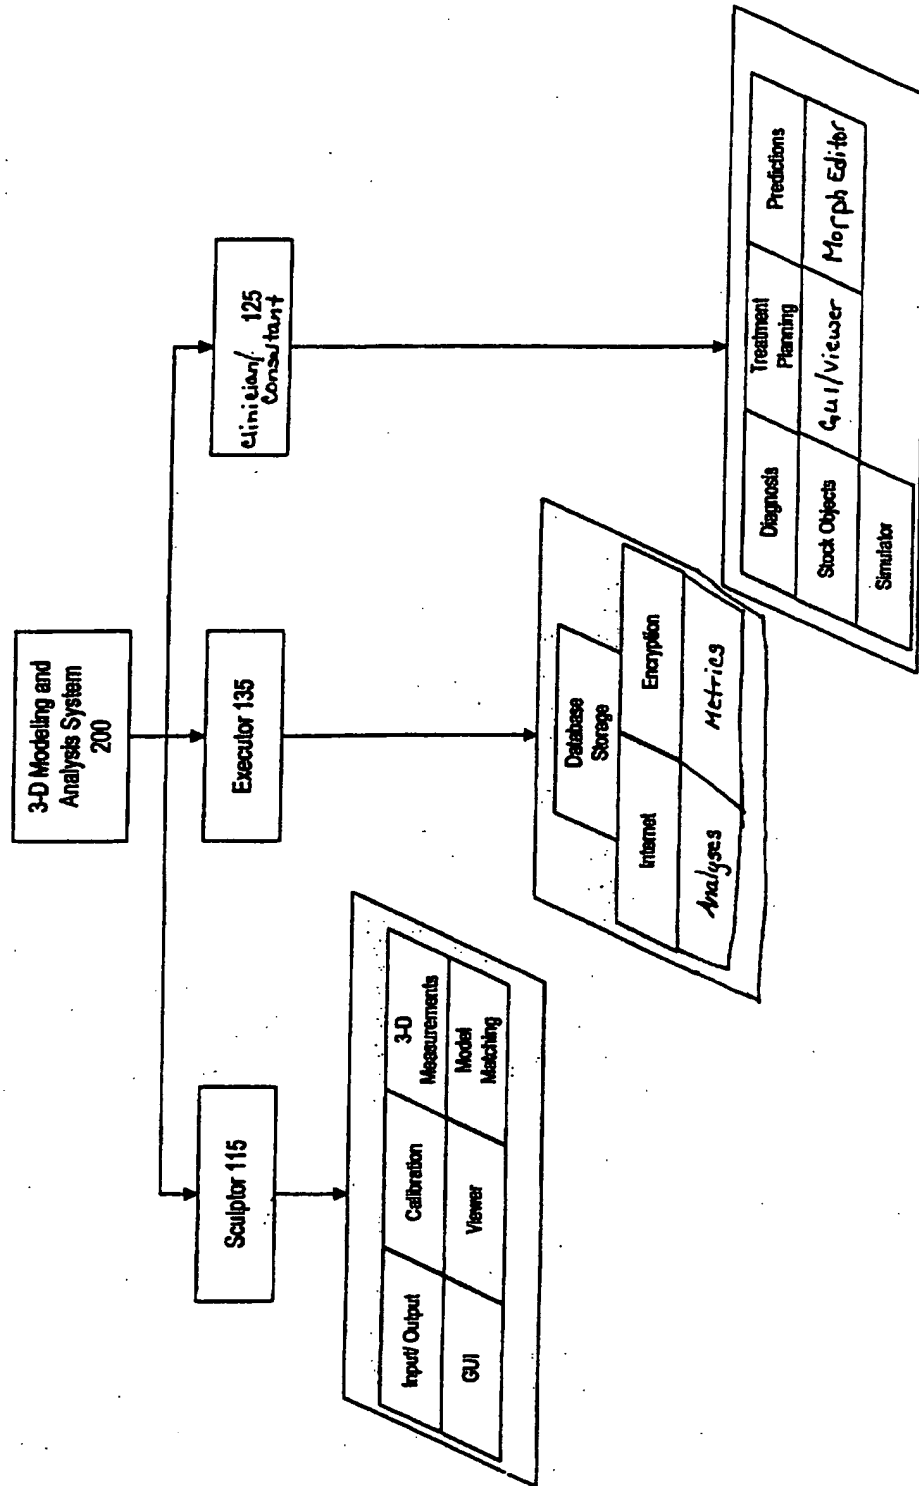 3-D Modeling and
Analysis System
200
Sculptor 115
Executor 135
Clinician/ 125
Consultant
Input/ Output
Calibration
3-D
Measurements
GUI
Viewer
Model
Matching
Database
Storage
Internet
Encryption
Analyses
Metrics
Diagnosis
Treatment
Planning
Predictions
Stock Objects
GUI/Viewer
Morph Editor
Simulator